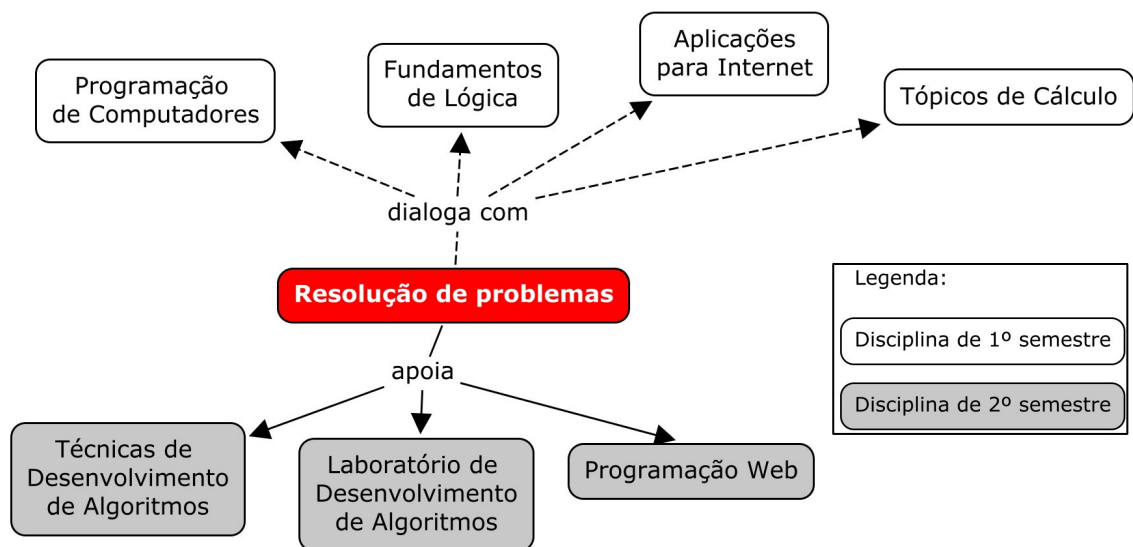 Programação
de Computadores
Fundamentos
de Lógica
Aplicações
para Internet
Tópicos de Cálculo
dialoga com
Resolução de problemas
apoia
Técnicas de
Desenvolvimento
de Algoritmos
Laboratório de
Desenvolvimento
de Algoritmos
Programação Web
Legenda:
Disciplina de 1º semestre
Disciplina de 2º semestre